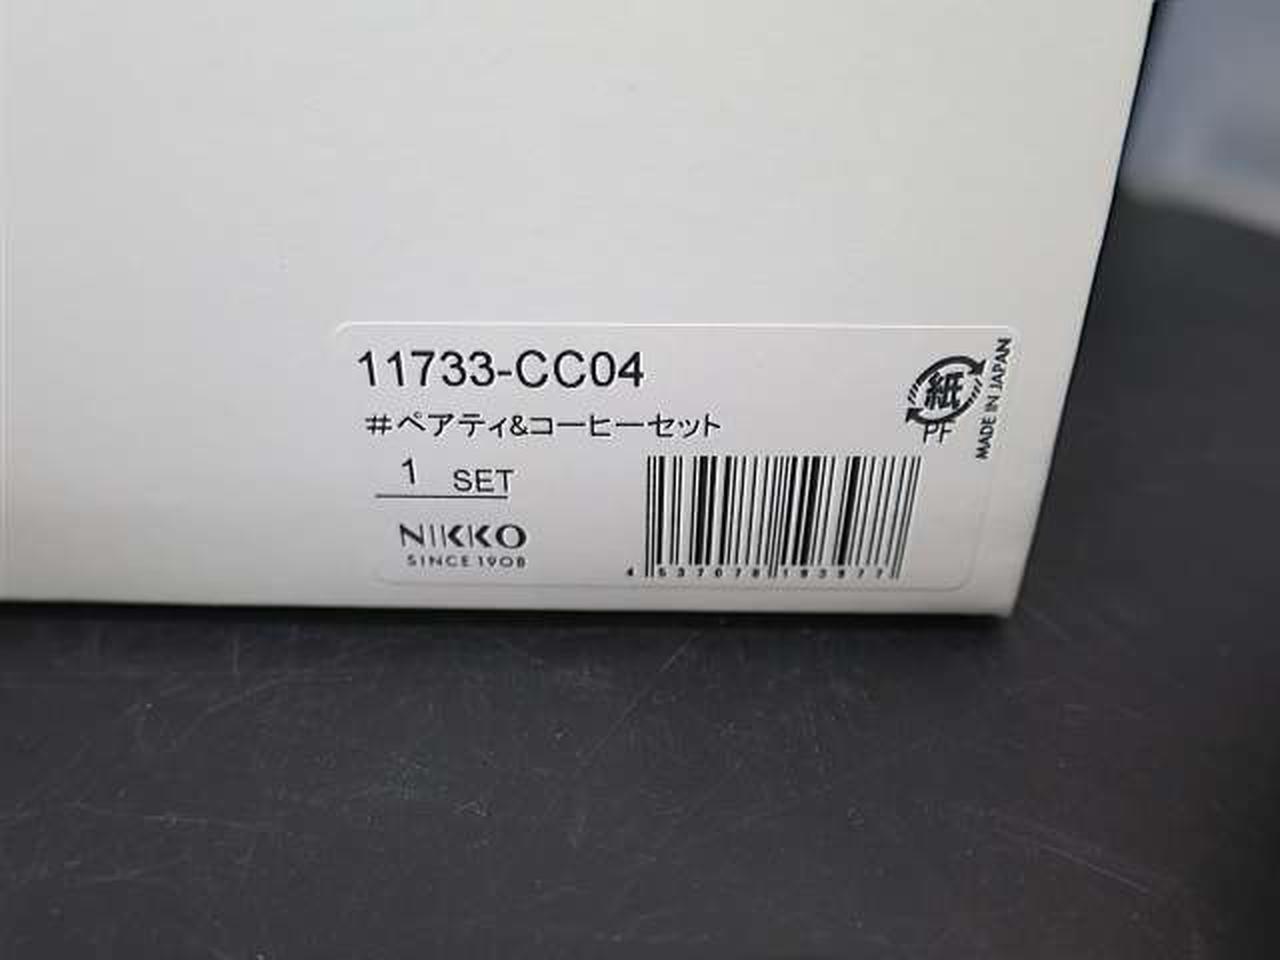 11733-CC04
#ペアティ&コーヒーセット
1 SET
NIKKO
SINCE 1908
紙
PF
MADE IN JAPAN